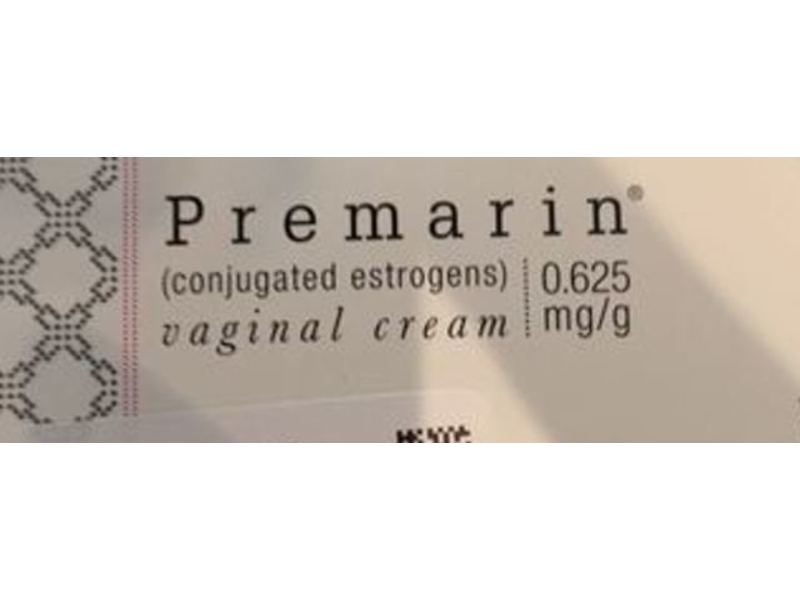 Premarin®
(conjugated estrogens) 0.625
vaginal cream mg/g